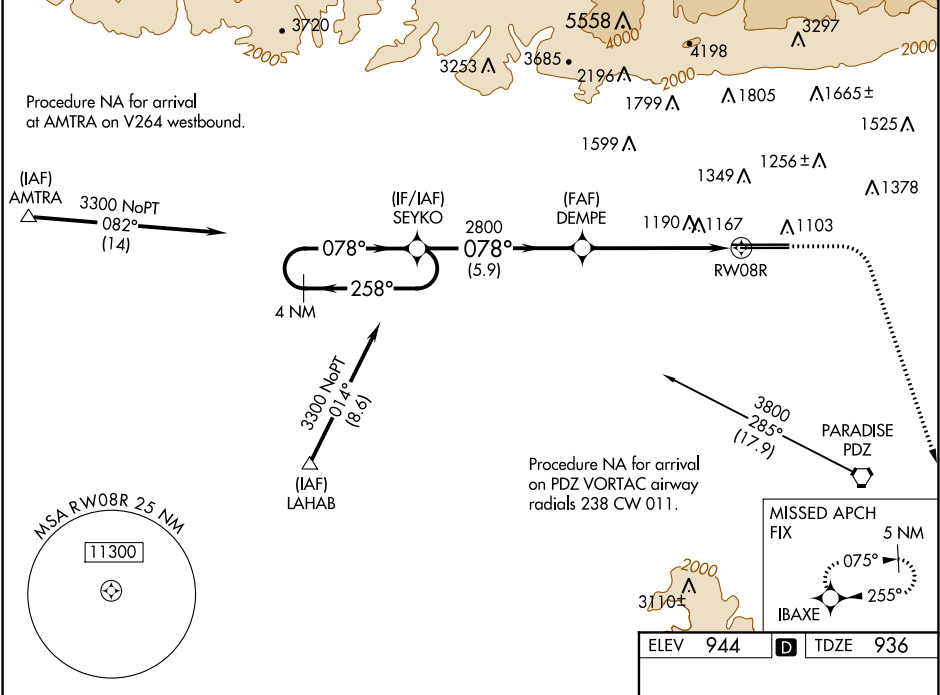 3720
2000
5558
4000
3297
3253
3685
4198
2000
2196
2000
1799
1805
1665±
1525
Procedure NA for arrival
at AMTRA on V264 westbound.
1599
1349
1256±
1378
(IAF)
AMTRA
3300 NoPT
082°
(14)
(IF/IAF)
SEYKO
(FAF)
DEMPE
2800
078°
(5.9)
1190
1167
1103
078°
258°
4 NM
RW08R
3300 NoPT
014°
(8.6)
(IAF)
LAHAB
3800
285°
(17.9)
PARADISE
PDZ
Procedure NA for arrival
on PDZ VORTAC airway
radials 238 CW 011.
MSA RW08R 25 NM
11300
MISSED APCH
FIX
5 NM
075°
255°
IBAXE
2000
3110±
ELEV 944 D TDZE 936